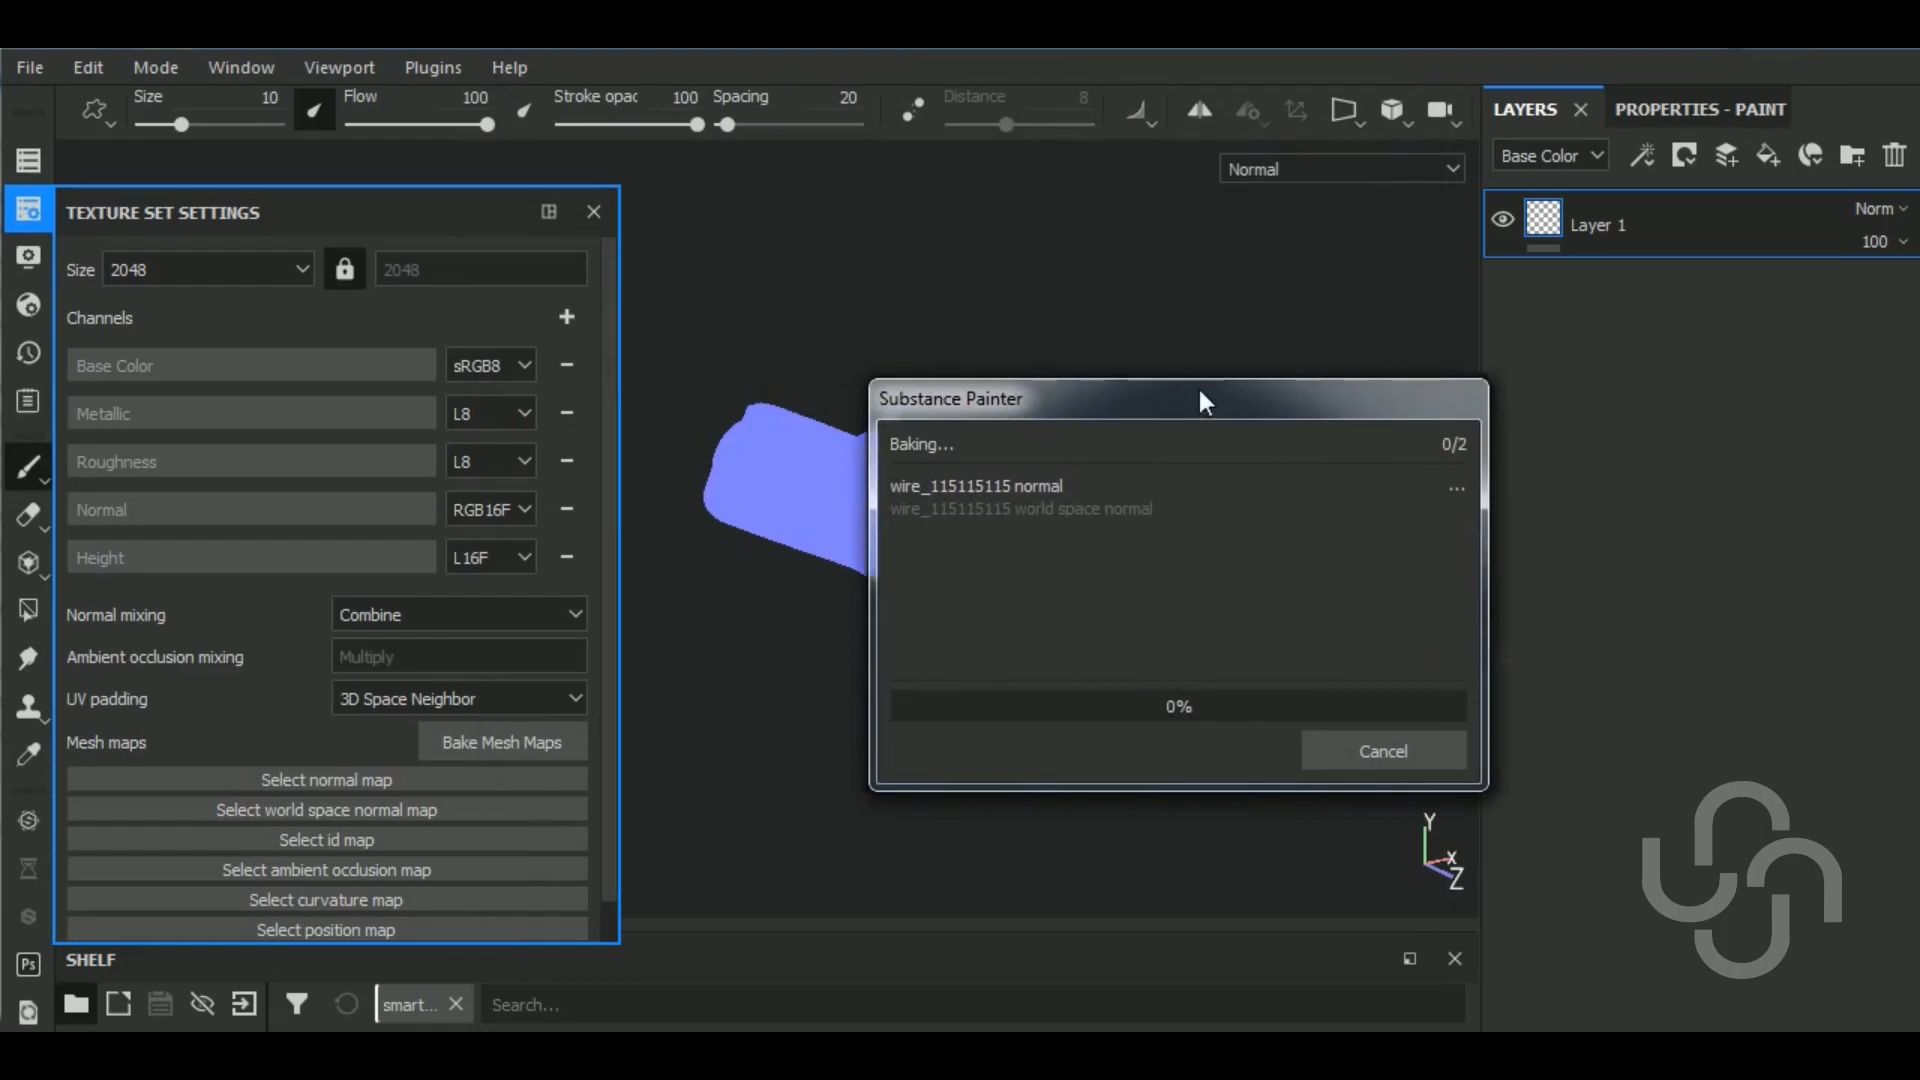 File Edit Mode Window Viewport Plugins Help
Size 10 Flow 100 Stroke opac 100 Spacing 20 Distance 8
LAYERS PROPERTIES - PAINT
Base Color
Normal
Layer 1 Norm
100
TEXTURE SET SETTINGS
Size 2048 2048
Channels
Base Color sRGB8
Metallic L8
Roughness L8
Normal RGB16F
Height L16F
Normal mixing Combine
Ambient occlusion mixing Multiply
UV padding 3D Space Neighbor
Mesh maps Bake Mesh Maps
Select normal map
Select world space normal map
Select id map
Select ambient occlusion map
Select curvature map
Select position map
Substance Painter
Baking... 0/2
wire_115115115 normal ...
wire_115115115 world space normal
0%
Cancel
Y
X
Z
Ps
SHELF
smart... Search...